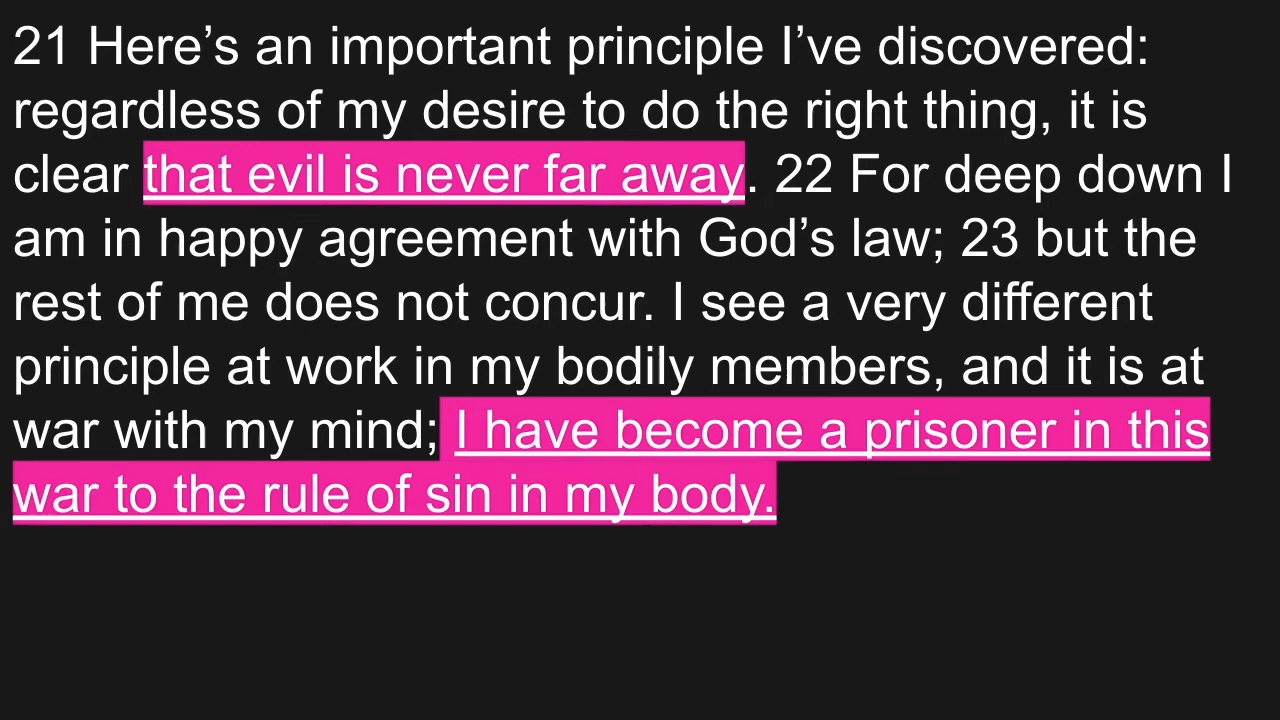 21 Here’s an important principle I’ve discovered:
regardless of my desire to do the right thing, it is
clear that evil is never far away. 22 For deep down I
am in happy agreement with God’s law; 23 but the
rest of me does not concur. I see a very different
principle at work in my bodily members, and it is at
war with my mind; I have become a prisoner in this
war to the rule of sin in my body.